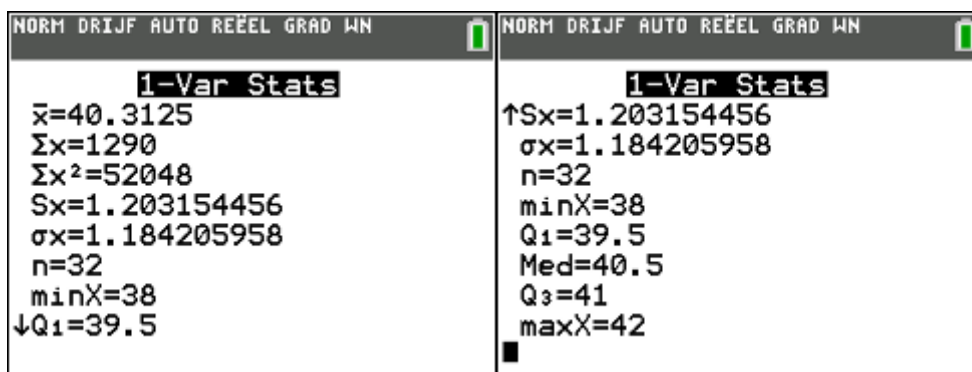 NORM DRIJF AUTO REËEL GRAD WN
1-Var Stats
x̄=40.3125
Σx=1290
Σx²=52048
Sx=1.203154456
σx=1.184205958
n=32
minX=38
↓Q₁=39.5
NORM DRIJF AUTO REËEL GRAD WN
1-Var Stats
↑Sx=1.203154456
σx=1.184205958
n=32
minX=38
Q₁=39.5
Med=40.5
Q₃=41
maxX=42